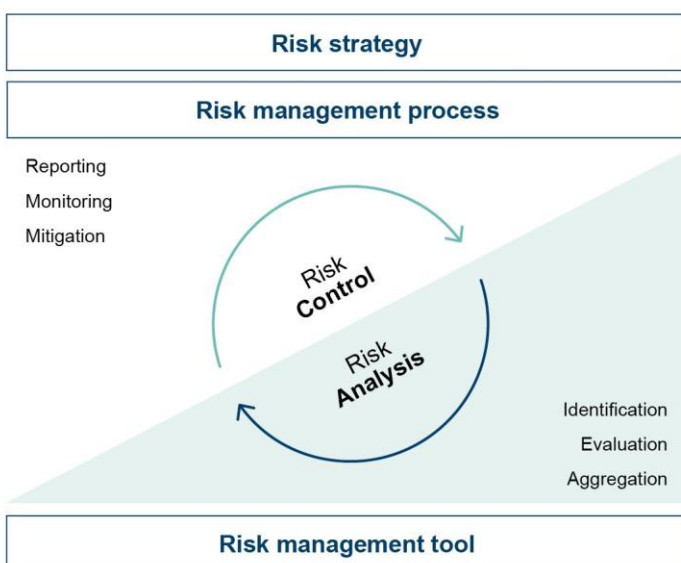 Risk strategy
Risk management process
Reporting
Monitoring
Mitigation
Risk
Control
Risk
Analysis
Identification
Evaluation
Aggregation
Risk management tool